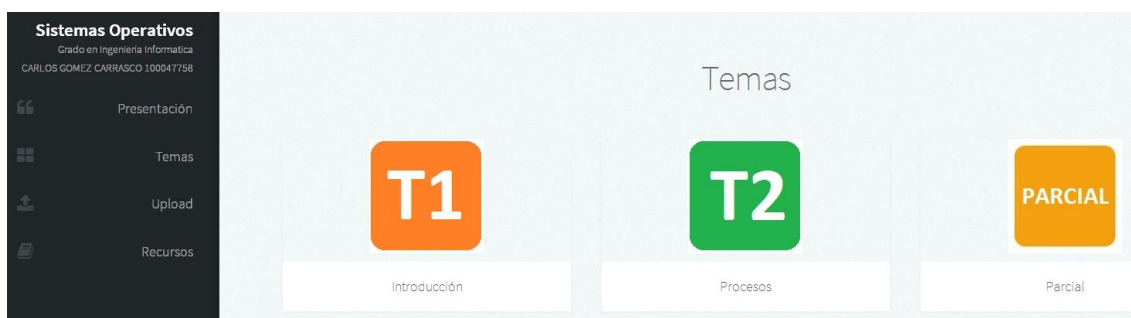 Sistemas Operativos
Grado en Ingeniería Informatica
CARLOS GOMEZ CARRASCO 100047758
Presentación
Temas
Upload
Recursos
Temas
T1
T2
PARCIAL
Introducción
Procesos
Parcial